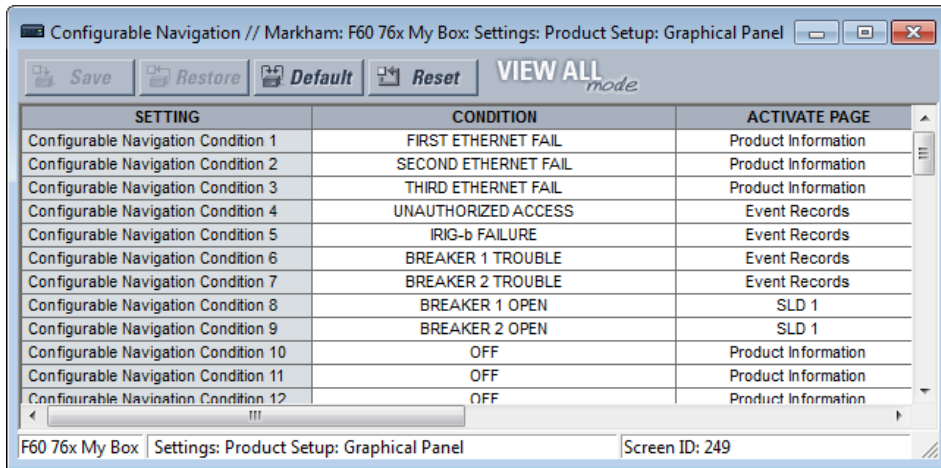 Configurable Navigation // Markham: F60 76x My Box: Settings: Product Setup: Graphical Panel
Save Restore Default Reset VIEW ALL mode
SETTING CONDITION ACTIVATE PAGE
Configurable Navigation Condition 1 FIRST ETHERNET FAIL Product Information
Configurable Navigation Condition 2 SECOND ETHERNET FAIL Product Information
Configurable Navigation Condition 3 THIRD ETHERNET FAIL Product Information
Configurable Navigation Condition 4 UNAUTHORIZED ACCESS Event Records
Configurable Navigation Condition 5 IRIG-b FAILURE Event Records
Configurable Navigation Condition 6 BREAKER 1 TROUBLE Event Records
Configurable Navigation Condition 7 BREAKER 2 TROUBLE Event Records
Configurable Navigation Condition 8 BREAKER 1 OPEN SLD 1
Configurable Navigation Condition 9 BREAKER 2 OPEN SLD 1
Configurable Navigation Condition 10 OFF Product Information
Configurable Navigation Condition 11 OFF Product Information
Configurable Navigation Condition 12 OFF Product Information
F60 76x My Box Settings: Product Setup: Graphical Panel Screen ID: 249